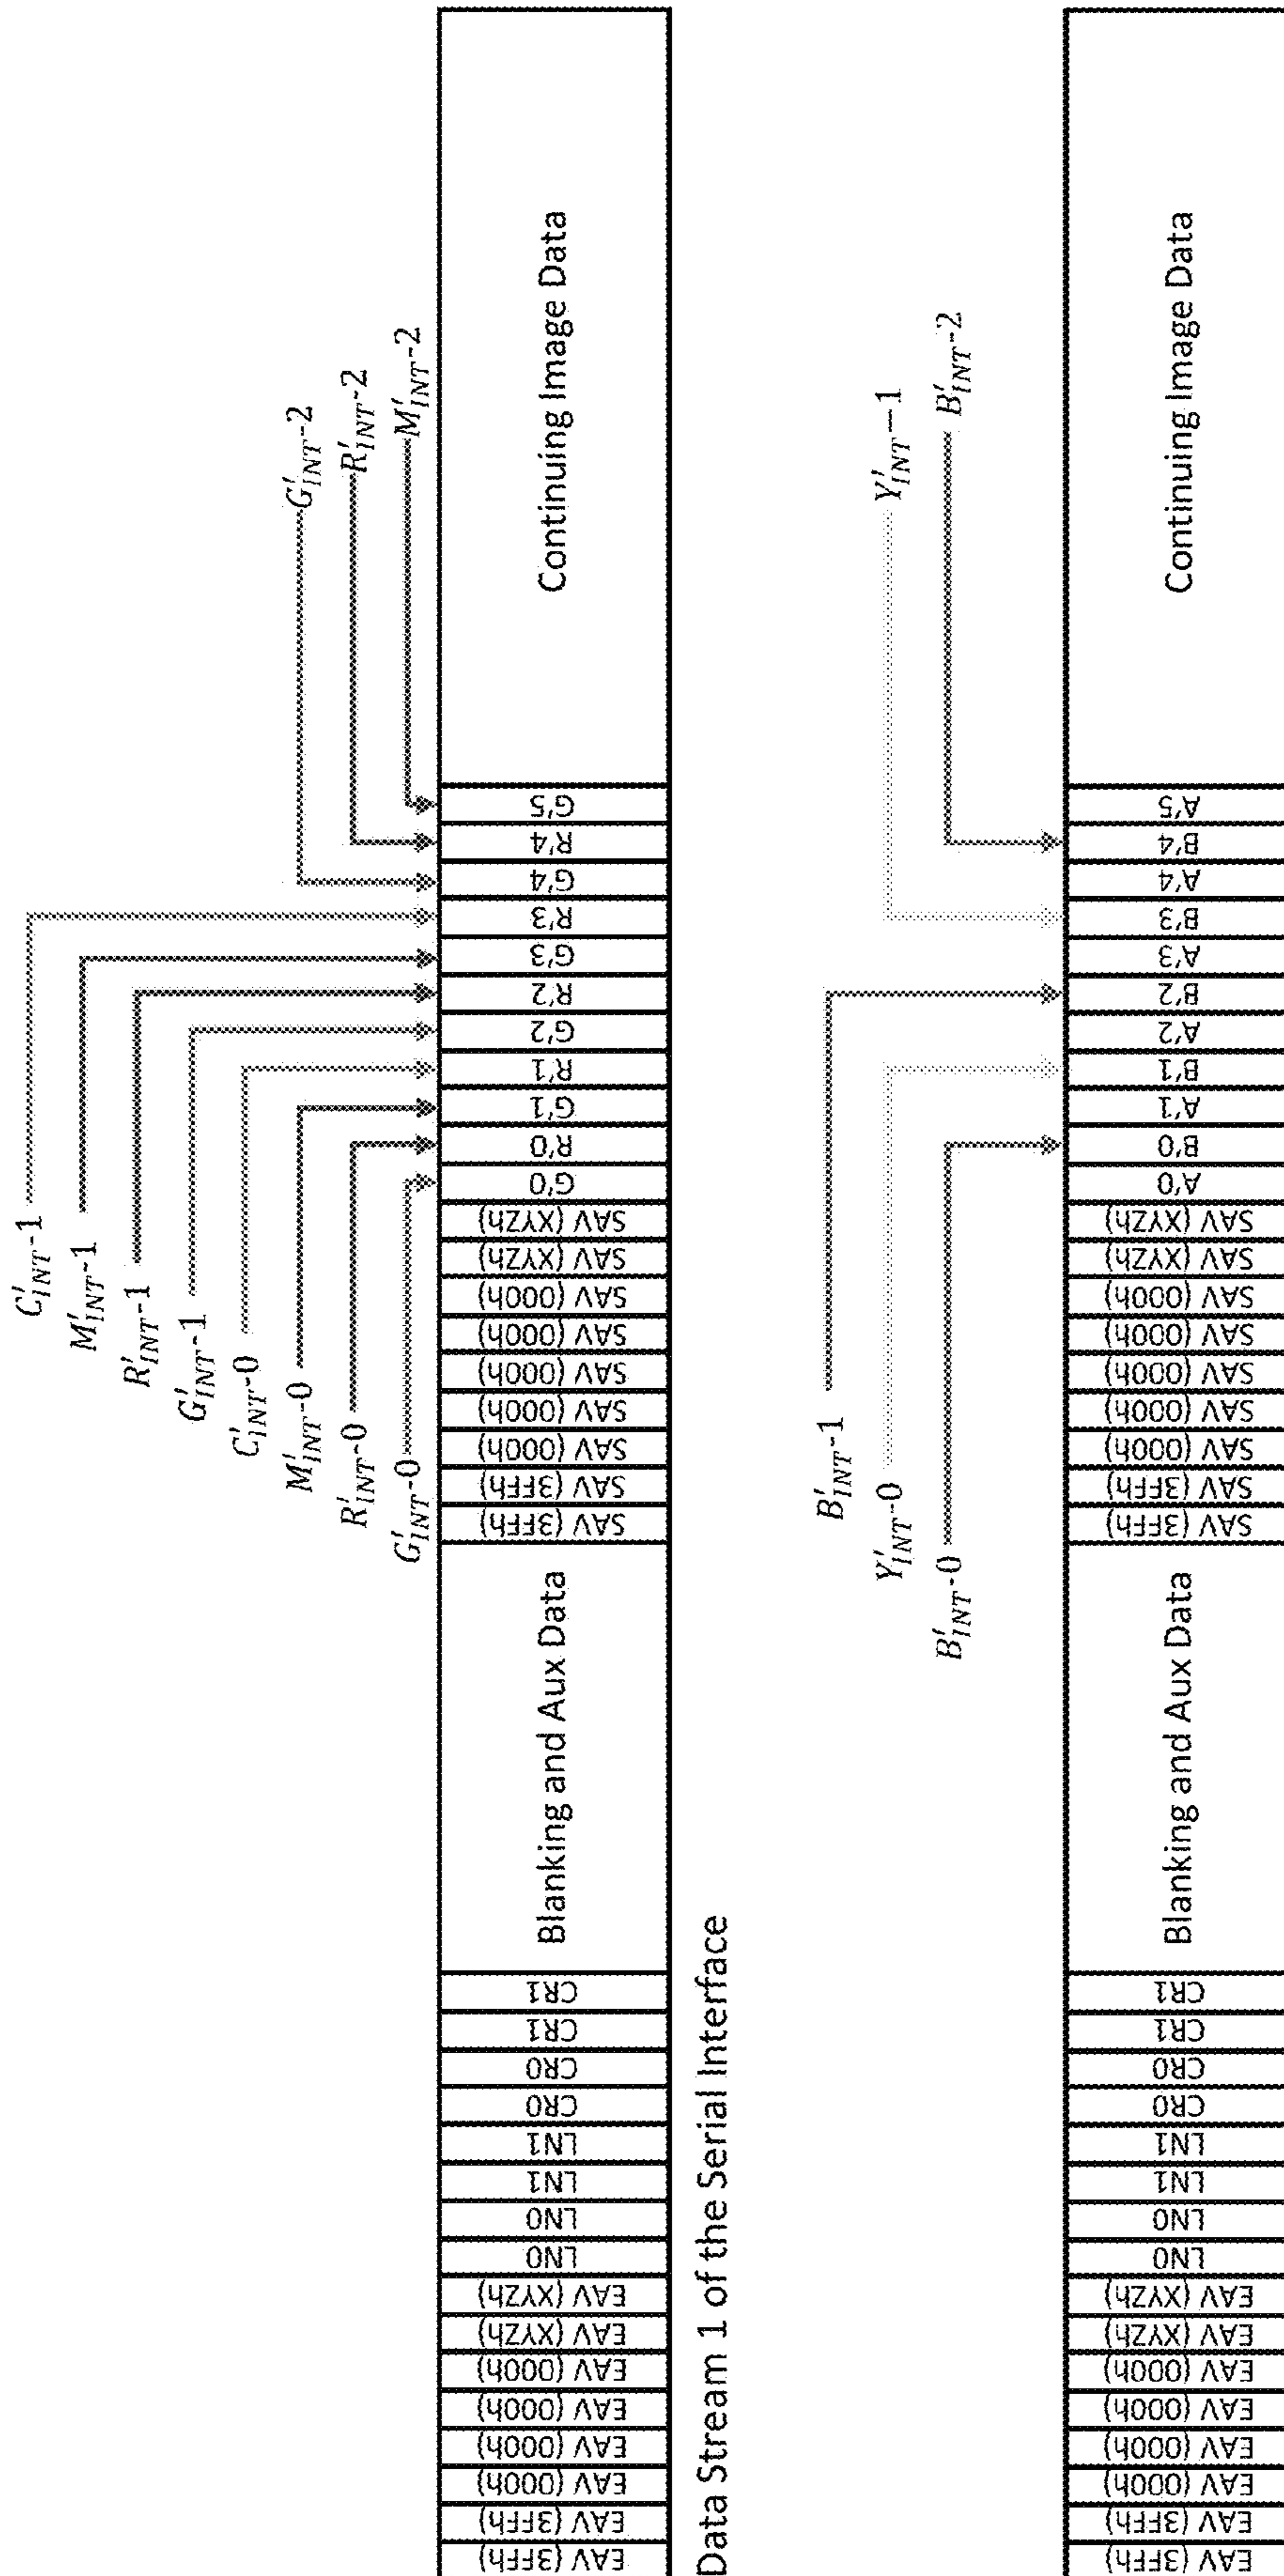 C'INT-1
M'INT-1
R'INT-1
G'INT-1
C'INT-0
G'INT-2
M'INT-0
R'INT-0
R'INT-2
G'INT-0
M'INT-2
EAV (3FFh)
EAV (3FFh)
EAV (000h)
EAV (000h)
EAV (000h)
EAV (000h)
EAV (XYZh)
EAV (XYZh)
LN0
LN0
LN1
LN1
CR0
CR0
CR1
CR1
Blanking and Aux Data
SAV (3FFh)
SAV (3FFh)
SAV (000h)
SAV (000h)
SAV (000h)
SAV (000h)
SAV (000h)
SAV (XYZh)
SAV (XYZh)
G'0
R'0
G'1
R'1
G'2
R'2
G'3
R'3
G'4
R'4
G'5
Continuing Image Data
Data Stream 1 of the Serial Interface
B'INT-1
Y'INT-0
Y'INT-1
B'INT-0
B'INT-2
EAV (3FFh)
EAV (3FFh)
EAV (000h)
EAV (000h)
EAV (000h)
EAV (000h)
EAV (XYZh)
EAV (XYZh)
LN0
LN0
LN1
LN1
CR0
CR0
CR1
CR1
Blanking and Aux Data
SAV (3FFh)
SAV (3FFh)
SAV (000h)
SAV (000h)
SAV (000h)
SAV (000h)
SAV (000h)
SAV (XYZh)
SAV (XYZh)
A'0
B'0
A'1
B'1
A'2
B'2
A'3
B'3
A'4
B'4
A'5
Continuing Image Data